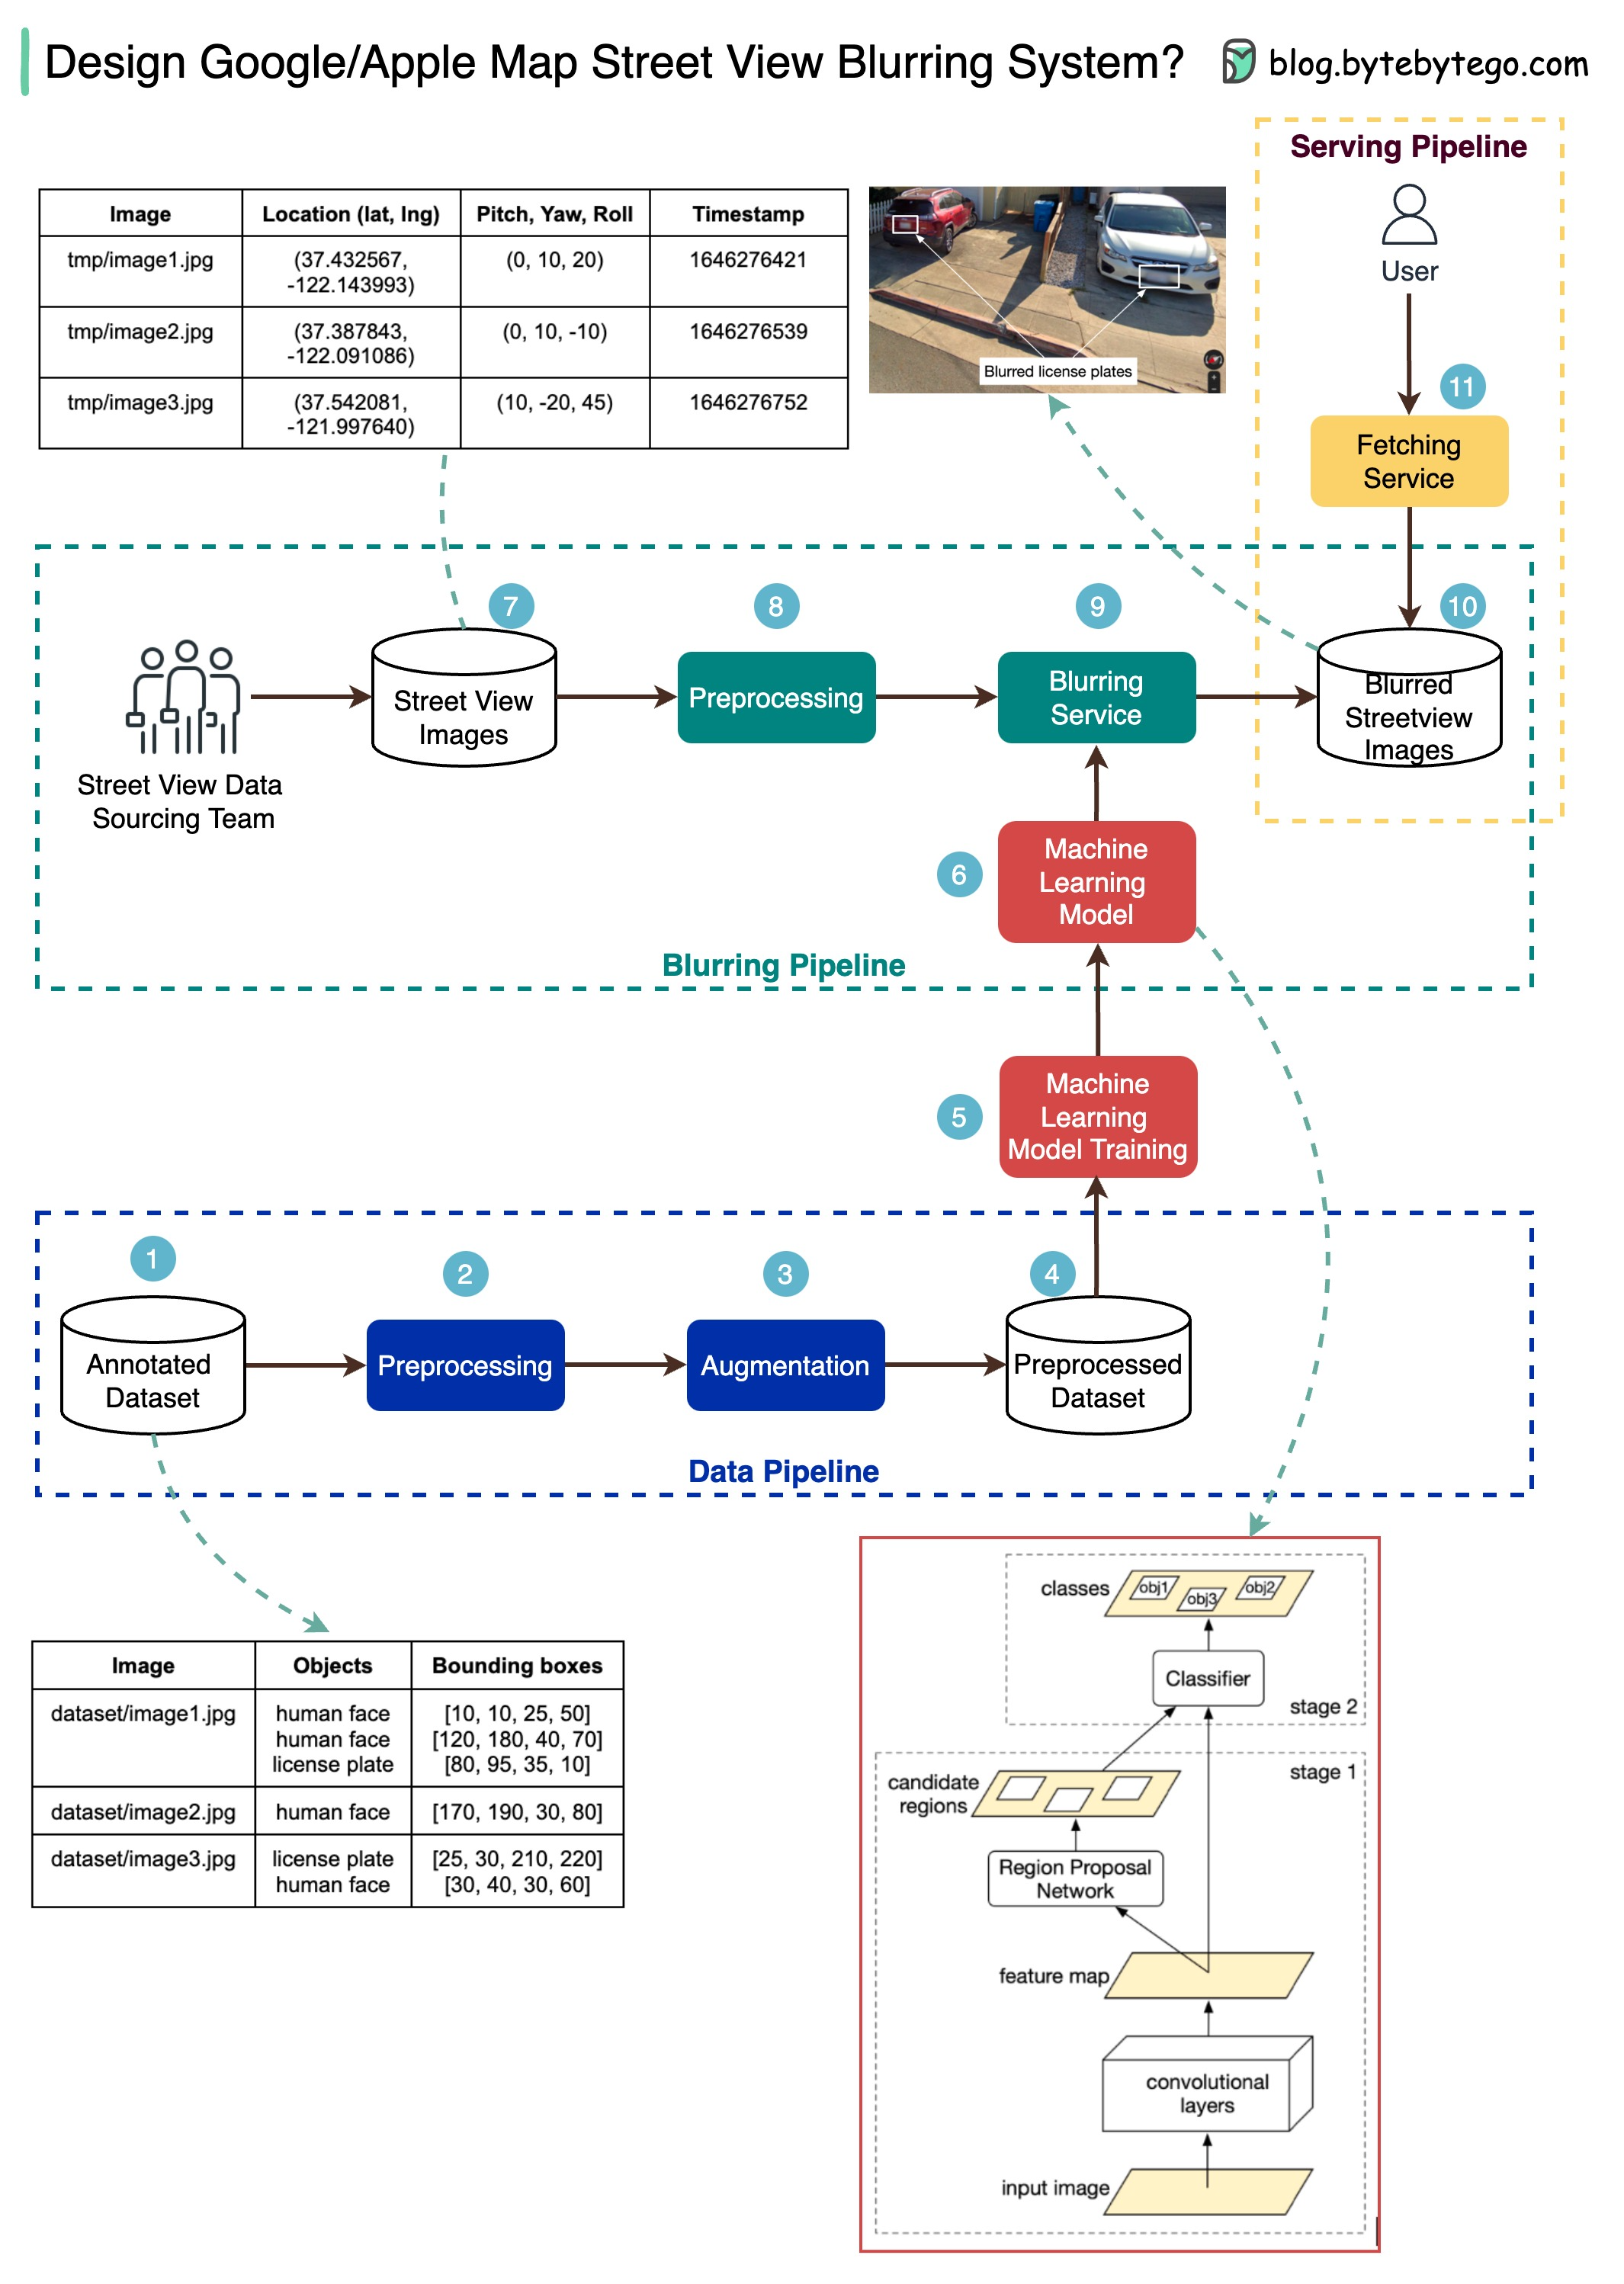 Design Google/Apple Map Street View Blurring System?
blog.bytebytego.com
Serving Pipeline
Image Location (lat, lng) Pitch, Yaw, Roll Timestamp
tmp/image1.jpg (37.432567, (0, 10, 20) 1646276421
-122.143993)
tmp/image2.jpg (37.387843, (0, 10, -10) 1646276539
-122.091086)
tmp/image3.jpg (37.542081, (10, -20, 45) 1646276752
-121.997640)
Blurred license plates
User
11
Fetching
Service
7
8
9
10
Street View Data
Sourcing Team
Street View
Images
Preprocessing
Blurring
Service
Blurred
Streetview
Images
6
Machine
Learning
Model
Blurring Pipeline
5
Machine
Learning
Model Training
1
2
3
4
Annotated
Dataset
Preprocessing
Augmentation
Preprocessed
Dataset
Data Pipeline
Image Objects Bounding boxes
dataset/image1.jpg human face [10, 10, 25, 50]
human face [120, 180, 40, 70]
license plate [80, 95, 35, 10]
dataset/image2.jpg human face [170, 190, 30, 80]
dataset/image3.jpg license plate [25, 30, 210, 220]
human face [30, 40, 30, 60]
classes
obj1
obj3
obj2
Classifier
stage 2
stage 1
candidate
regions
Region Proposal
Network
feature map
convolutional
layers
input image